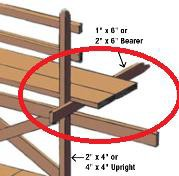 1" x 6" or
2" x 6" Bearer
2" x 4" or
4" x 4" Upright